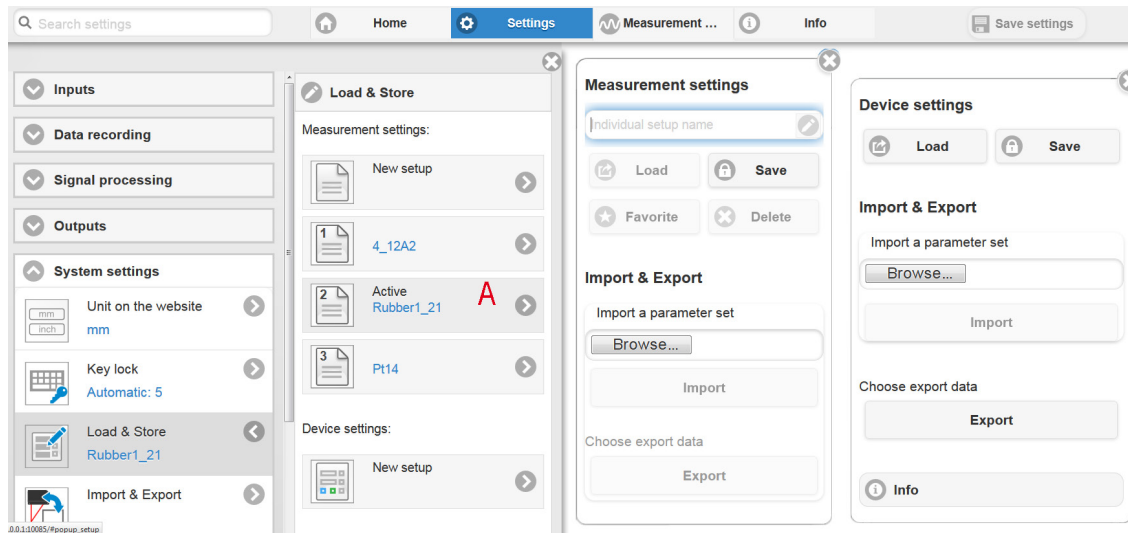 Search settings
Home
Settings
Measurement ...
Info
Save settings
Inputs
Data recording
Signal processing
Outputs
System settings
mm
inch
Unit on the website
mm
Key lock
Automatic: 5
Load & Store
Rubber1_21
Import & Export
.0.0.1:10085/#popup_setup
Load & Store
Measurement settings:
New setup
1
4_12A2
2
Active
Rubber1_21
A
3
Pt14
Device settings:
New setup
Measurement settings
Individual setup name
Load
Save
Favorite
Delete
Import & Export
Import a parameter set
Browse...
Import
Choose export data
Export
Device settings
Load
Save
Import & Export
Import a parameter set
Browse...
Import
Choose export data
Export
Info